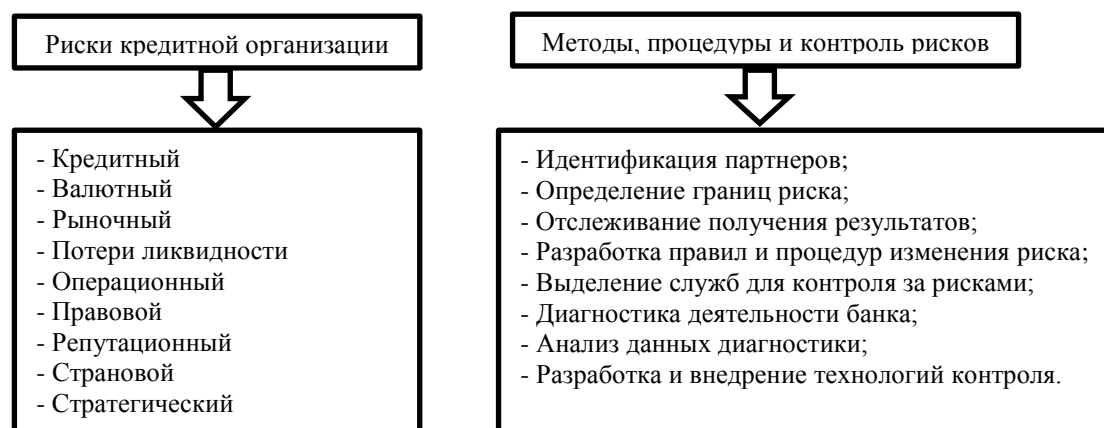 Риски кредитной организации
- Кредитный
- Валютный
- Рыночный
- Потери ликвидности
- Операционный
- Правовой
- Репутационный
- Страновой
- Стратегический
Методы, процедуры и контроль рисков
- Идентификация партнеров;
- Определение границ риска;
- Отслеживание получения результатов;
- Разработка правил и процедур изменения риска;
- Выделение служб для контроля за рисками;
- Диагностика деятельности банка;
- Анализ данных диагностики;
- Разработка и внедрение технологий контроля.